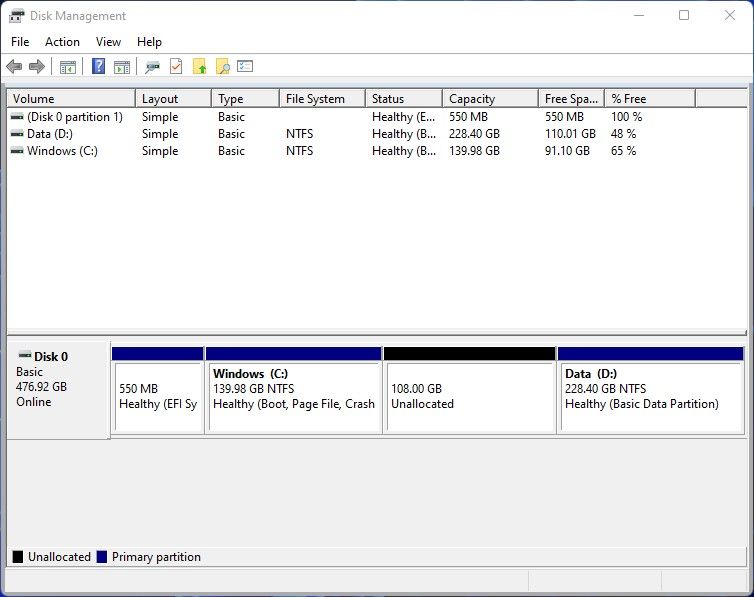 Disk Management
File Action View Help
Volume Layout Type File System Status Capacity Free Spa... % Free
(Disk 0 partition 1) Simple Basic Healthy (E... 550 MB 550 MB 100 %
Data (D:) Simple Basic NTFS Healthy (B... 228.40 GB 110.01 GB 48 %
Windows (C:) Simple Basic NTFS Healthy (B... 139.98 GB 91.10 GB 65 %
Disk 0
Basic
476.92 GB
Online
550 MB
Healthy (EFI Sy
Windows (C:)
139.98 GB NTFS
Healthy (Boot, Page File, Crash
108.00 GB
Unallocated
Data (D:)
228.40 GB NTFS
Healthy (Basic Data Partition)
Unallocated Primary partition